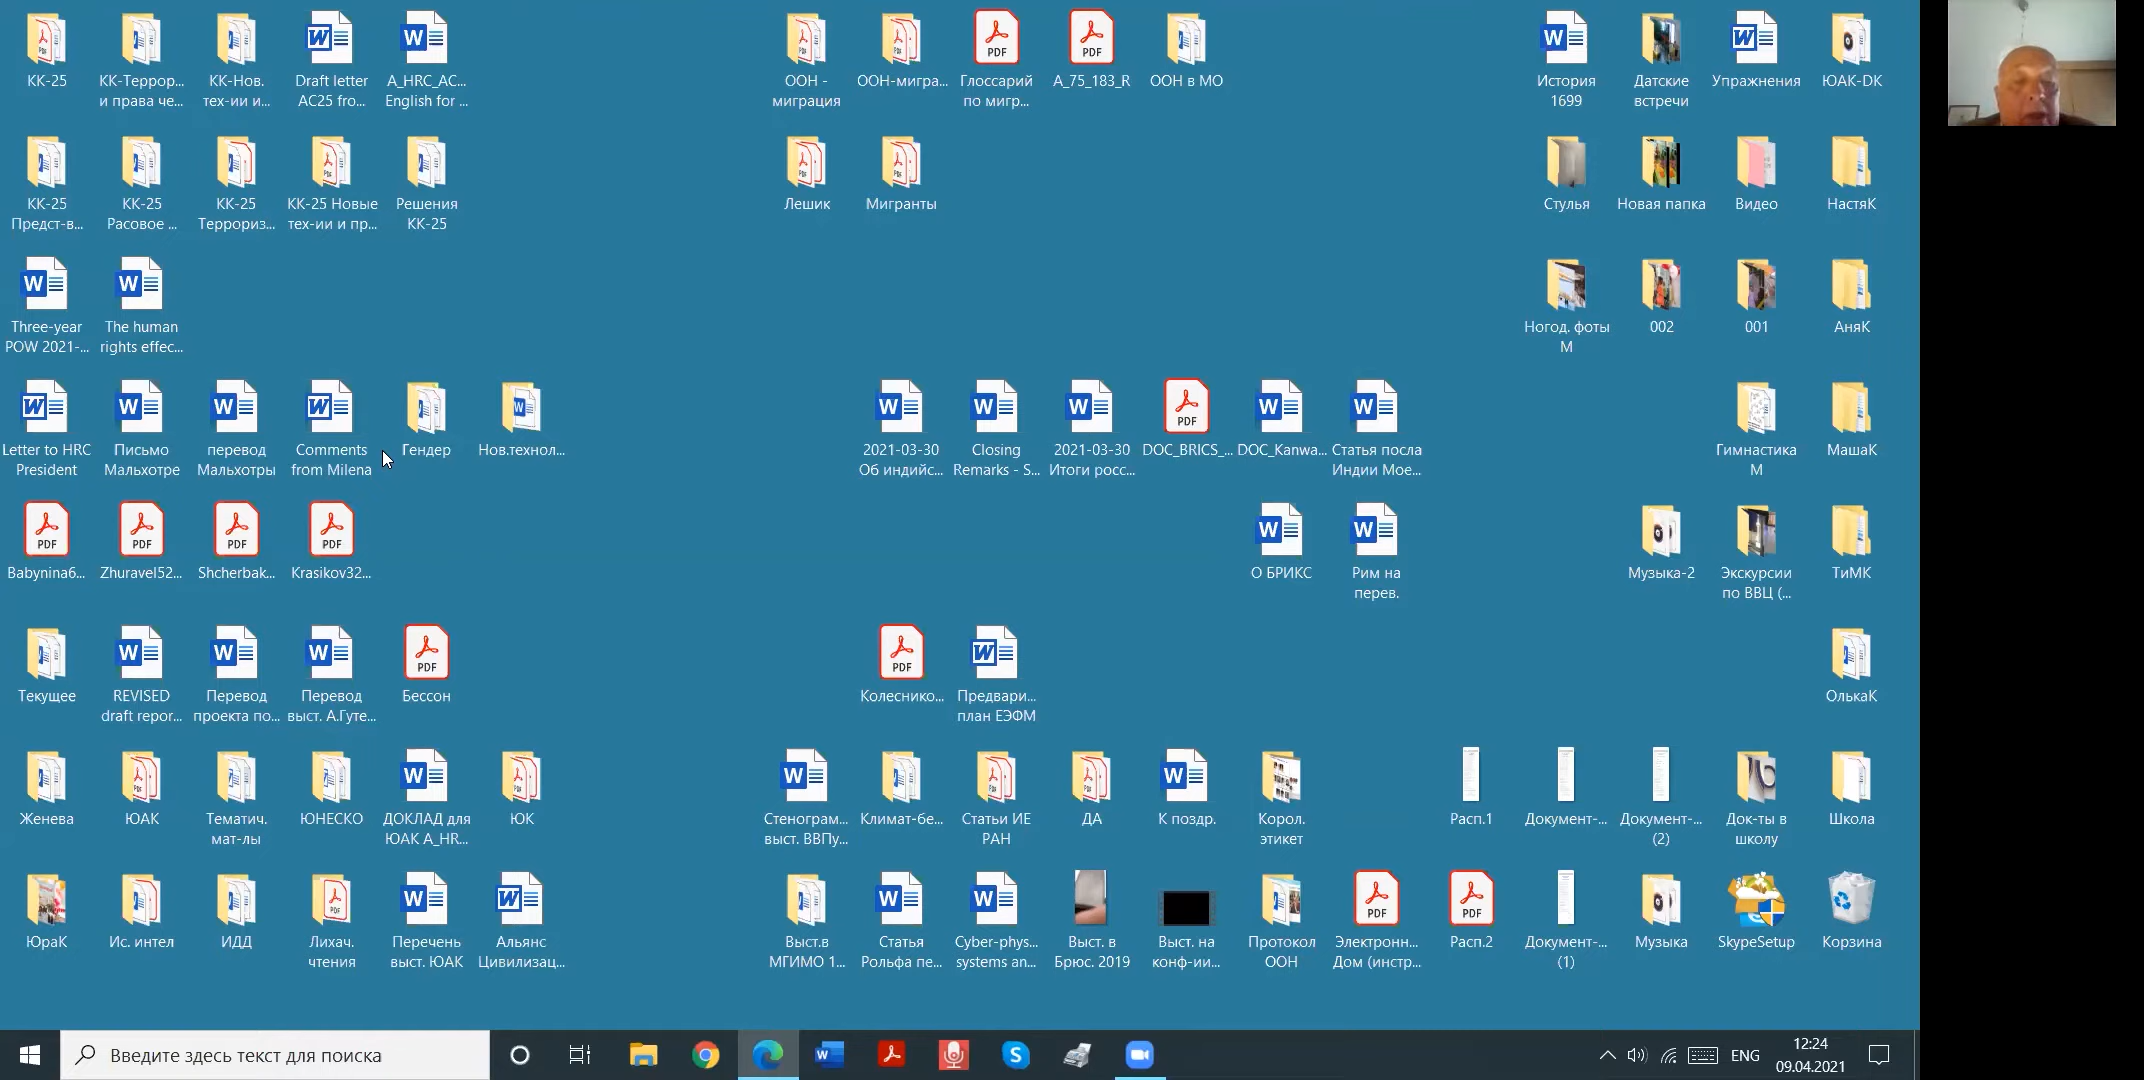 КК-25
КК-Террор...
и права че...
КК-Нов.
тех-ии и...
Draft letter
AC25 fro...
A_HRC_AC...
English for ...
ООН -
миграция
ООН-мигра...
Глоссарий
по мигр...
A_75_183_R
ООН в МО
История
1699
Датские
встречи
Упражнения
ЮАК-DK
КК-25
Предст-в...
КК-25
Расовое ...
КК-25
Террориз...
КК-25 Новые
тех-ии и пр...
Решения
КК-25
Лешик
Мигранты
Стулья
Новая папка
Видео
НастяК
Three-year
POW 2021-...
The human
rights effec...
Ногод. фоты
М
002
001
АняК
Letter to HRC
President
Письмо
Мальхотре
перевод
Мальхотры
Comments
from Milena
Гендер
Нов.технол...
2021-03-30
Об индийс...
Closing
Remarks - S...
2021-03-30
Итоги росс...
DOC_BRICS_...
DOC_Kanwa...
Статья посла
Индии Мое...
Гимнастика
М
МашаК
Babynina6...
Zhuravel52...
Shcherbak...
Krasikov32...
О БРИКС
Рим на
перев.
Музыка-2
Экскурсии
по ВВЦ (...
ТиМК
Текущее
REVISED
draft repor...
Перевод
проекта по...
Перевод
выст. А.Гуте...
Бессон
Колеснико...
Предвари...
план ЕЭФМ
ОлькаК
Женева
ЮАК
Тематич.
мат-лы
ЮНЕСКО
ДОКЛАД для
ЮАК A_HR...
ЮК
Стенограм...
выст. ВВПу...
Климат-бе...
Статьи ИЕ
РАН
ДА
К поздр.
Корол.
этикет
Расп.1
Документ-...
Документ-...
(2)
Док-ты в
школу
Школа
ЮраК
Ис. интел
ИДД
Лихач.
чтения
Перечень
выст. ЮАК
Альянс
Цивилизац...
Выст.в
МГИМО 1...
Статья
Рольфа пе...
Cyber-phys...
systems an...
Выст. в
Брюс. 2019
Выст. на
конф-ии...
Протокол
ООН
Электронн...
Дом (инстр...
Расп.2
Документ-...
(1)
Музыка
SkypeSetup
Корзина
Введите здесь текст для поиска
ENG
12:24
09.04.2021